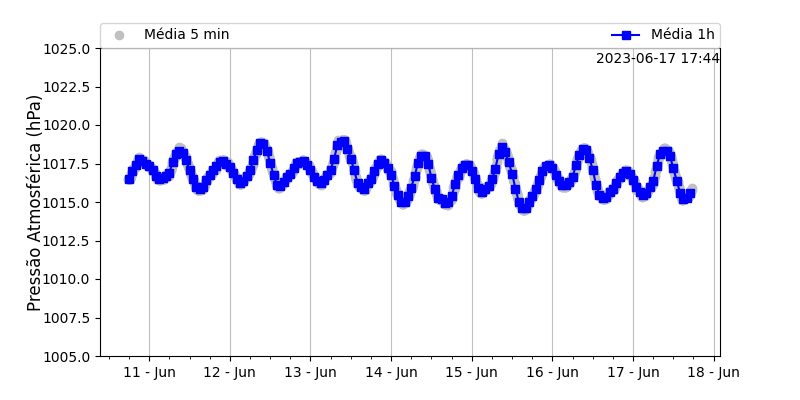 Média 5 min
Média 1h
2023-06-17 17:44
Pressão Atmosférica (hPa)
1025.0
1022.5
1020.0
1017.5
1015.0
1012.5
1010.0
1007.5
1005.0
11 - Jun
12 - Jun
13 - Jun
14 - Jun
15 - Jun
16 - Jun
17 - Jun
18 - Jun